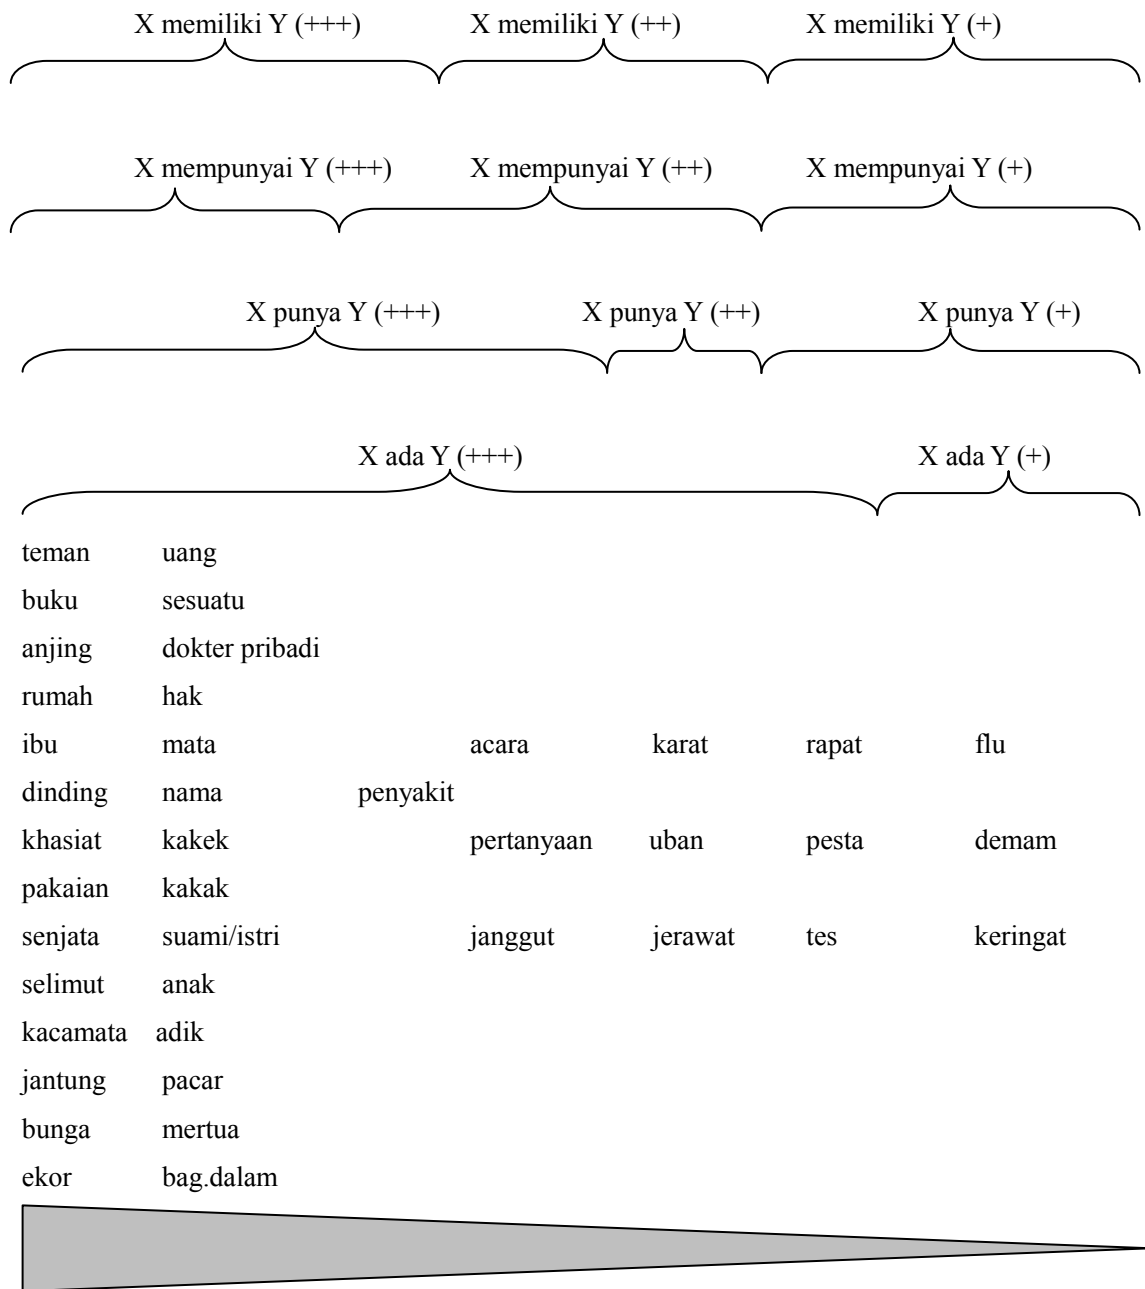 X memiliki Y (+++) X memiliki Y (++) X memiliki Y (+)
X mempunyai Y (+++) X mempunyai Y (++) X mempunyai Y (+)
X punya Y (+++) X punya Y (++) X punya Y (+)
X ada Y (+++) X ada Y (+)
teman uang
buku sesuatu
anjing dokter pribadi
rumah hak
ibu mata acara karat rapat flu
dinding nama penyakit
khasiat kakek pertanyaan uban pesta demam
pakaian kakak
senjata suami/istri janggut jerawat tes keringat
selimut anak
kacamata adik
jantung pacar
bunga mertua
ekor bag.dalam